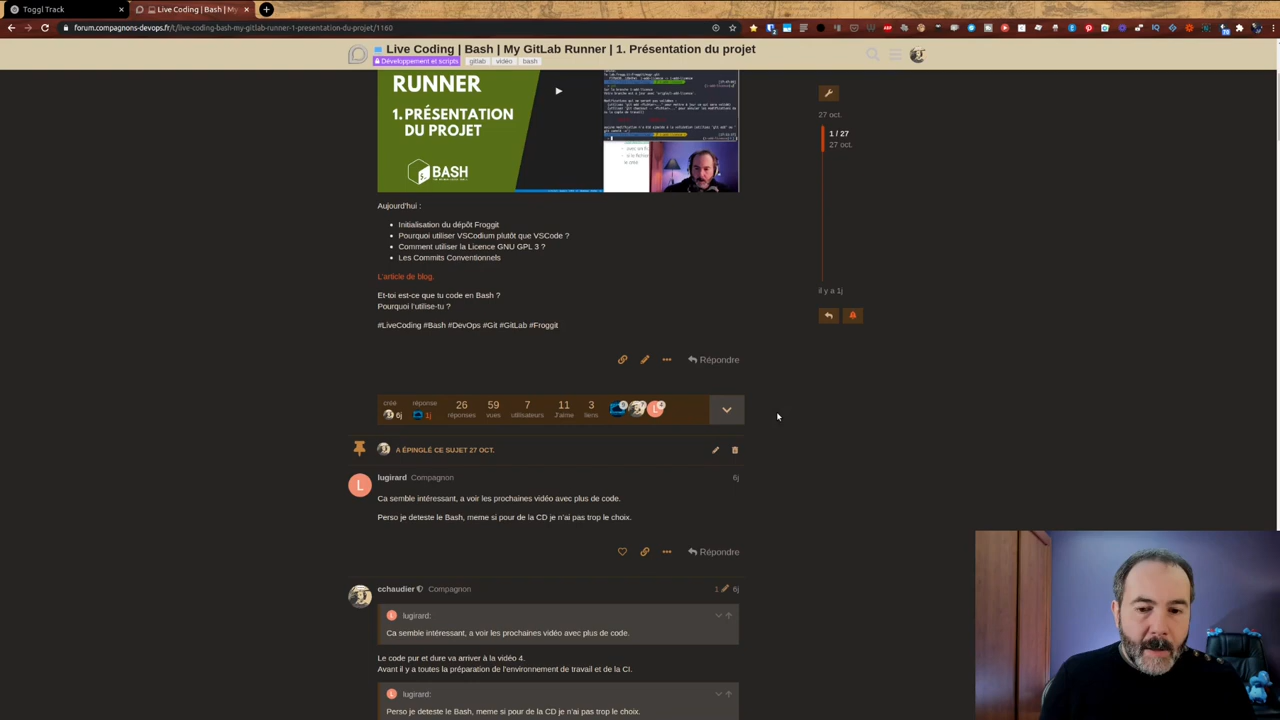 Toggl Track
Live Coding | Bash | My
forum.compagnons-devops.fr/t/live-coding-bash-my-gitlab-runner-1-presentation-du-projet/1160
Live Coding | Bash | My GitLab Runner | 1. Présentation du projet
Développement et scripts
gitlab
vidéo
bash
RUNNER
1.PRÉSENTATION
DU PROJET
BASH
27 oct.
1 / 27
27 oct.
il y a 1j
Aujourd'hui :
Initialisation du dépôt Froggit
Pourquoi utiliser VSCodium plutôt que VSCode ?
Comment utiliser la Licence GNU GPL 3 ?
Les Commits Conventionnels
L'article de blog.
Et-toi est-ce que tu code en Bash ?
Pourquoi l'utilise-tu ?
#LiveCoding #Bash #DevOps #Git #GitLab #Froggit
Répondre
créé réponse 26 59 7 11 3
6j 1j réponses vues utilisateurs J'aime liens
A ÉPINGLÉ CE SUJET 27 OCT.
L lugirard Compagnon 6j
Ca semble intéressant, a voir les prochaines vidéo avec plus de code.
Perso je deteste le Bash, meme si pour de la CD je n'ai pas trop le choix.
Répondre
cchaudier Compagnon 1 6j
L lugirard:
Ca semble intéressant, a voir les prochaines vidéo avec plus de code.
Le code pur et dure va arriver à la vidéo 4.
Avant il y a toutes la préparation de l'environement de travail et de la CI.
L lugirard:
Perso je deteste le Bash, meme si pour de la CD je n'ai pas trop le choix.